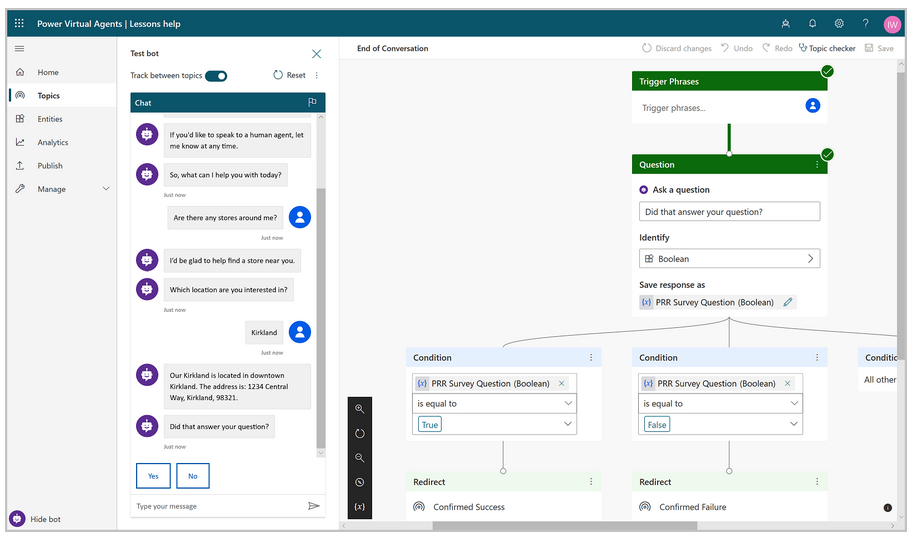 Power Virtual Agents | Lessons help
IW
Home
Topics
Entities
Analytics
Publish
Manage
Hide bot
Test bot
Track between topics
Reset
Chat
If you'd like to speak to a human agent, let
me know at any time.
So, what can I help you with today?
Just now
Are there any stores around me?
Just now
I'd be glad to help find a store near you.
Which location are you interested in?
Just now
Kirkland
Just now
Our Kirkland is located in downtown
Kirkland. The address is: 1234 Central
Way, Kirkland, 98321.
Did that answer your question?
Just now
Yes
No
Type your message
End of Conversation
Discard changes
Undo
Redo
Topic checker
Save
Trigger Phrases
Trigger phrases...
Question
Ask a question
Did that answer your question?
Identify
Boolean
Save response as
{x} PRR Survey Question (Boolean)
Condition
{x} PRR Survey Question (Boolean)
is equal to
True
Redirect
Confirmed Success
Condition
{x} PRR Survey Question (Boolean)
is equal to
False
Redirect
Confirmed Failure
Conditio
All other
{x}